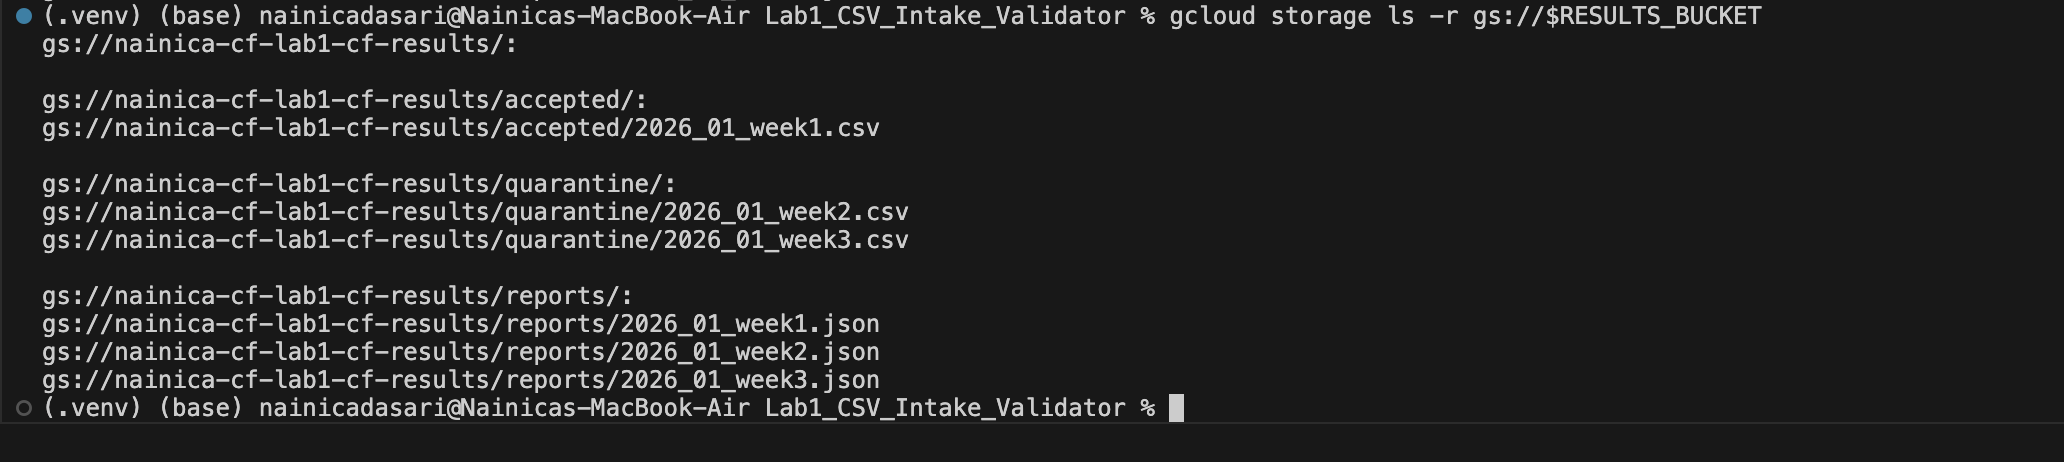 (.venv) (base) nainicadasari@Nainicas-MacBook-Air Lab1_CSV_Intake_Validator % gcloud storage ls -r gs://$RESULTS_BUCKET
gs://nainica-cf-lab1-cf-results/:
gs://nainica-cf-lab1-cf-results/accepted/:
gs://nainica-cf-lab1-cf-results/accepted/2026_01_week1.csv
gs://nainica-cf-lab1-cf-results/quarantine/:
gs://nainica-cf-lab1-cf-results/quarantine/2026_01_week2.csv
gs://nainica-cf-lab1-cf-results/quarantine/2026_01_week3.csv
gs://nainica-cf-lab1-cf-results/reports/:
gs://nainica-cf-lab1-cf-results/reports/2026_01_week1.json
gs://nainica-cf-lab1-cf-results/reports/2026_01_week2.json
gs://nainica-cf-lab1-cf-results/reports/2026_01_week3.json
(.venv) (base) nainicadasari@Nainicas-MacBook-Air Lab1_CSV_Intake_Validator %